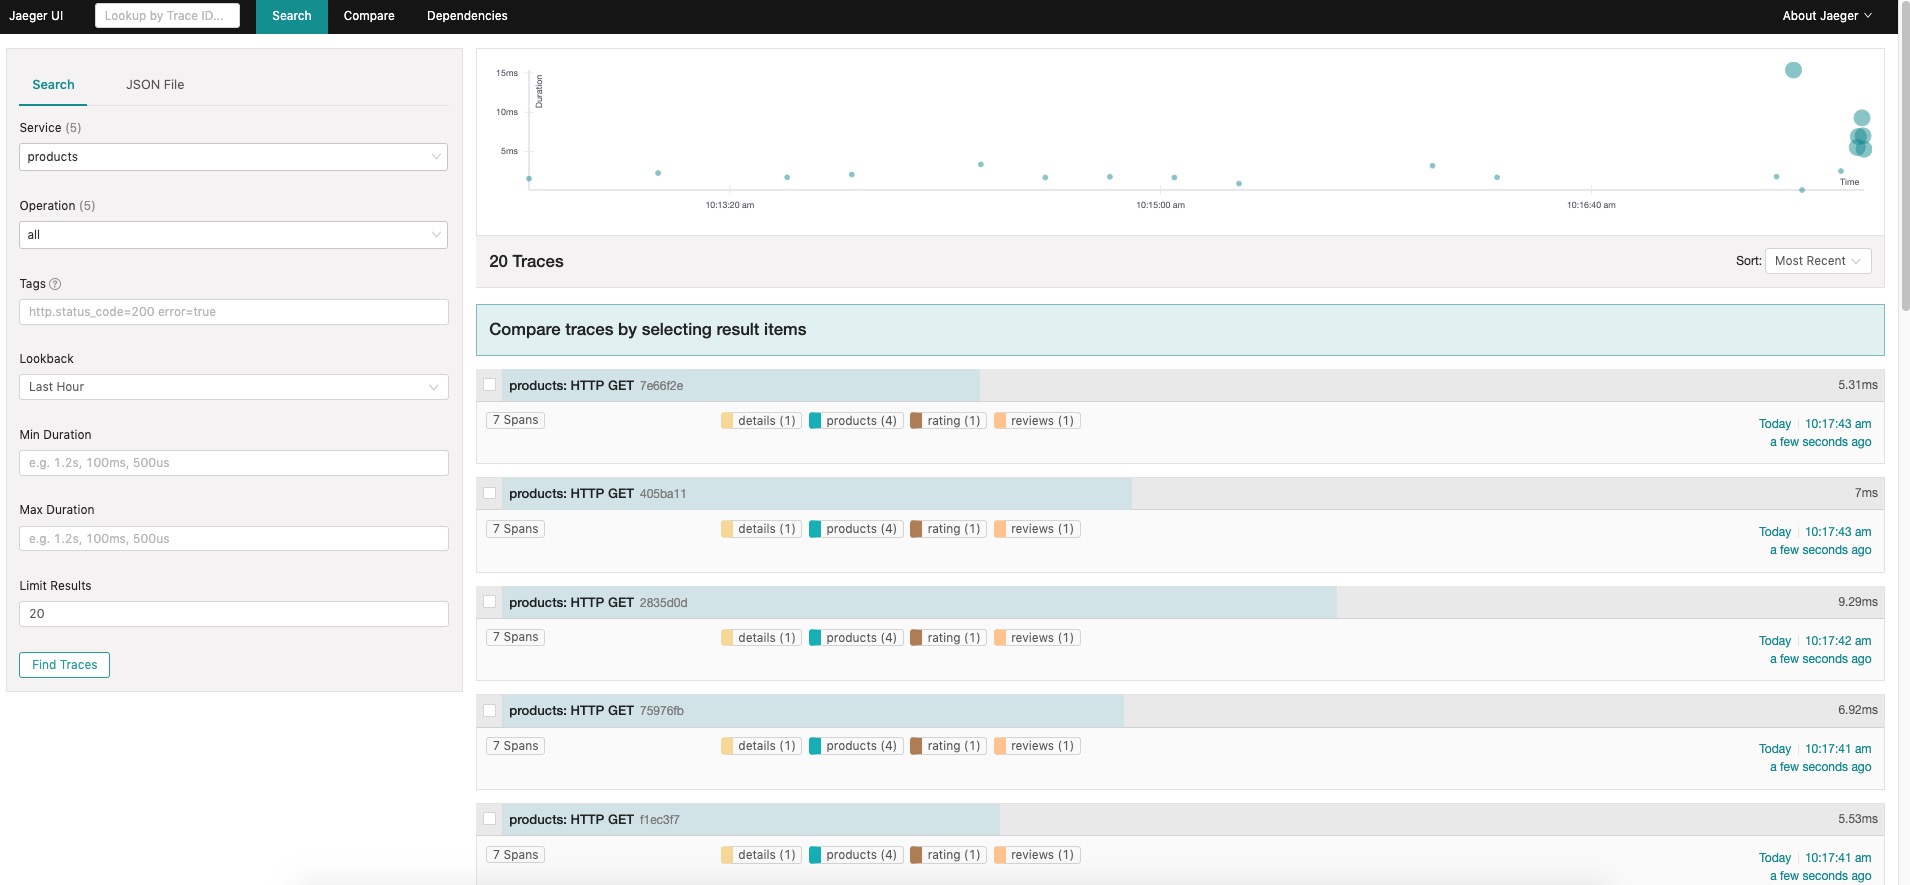 Jaeger UI Lookup by Trace ID... Search Compare Dependencies About Jaeger
Search JSON File
Service (5)
products
Operation (5)
all
Tags ?
http.status_code=200 error=true
Lookback
Last Hour
Min Duration
e.g. 1.2s, 100ms, 500us
Max Duration
e.g. 1.2s, 100ms, 500us
Limit Results
20
Find Traces
15ms
10ms
5ms
Duration
Time
10:13:20 am 10:15:00 am 10:16:40 am
20 Traces Sort: Most Recent
Compare traces by selecting result items
products: HTTP GET 7e66f2e 5.31ms
7 Spans details (1) products (4) rating (1) reviews (1) Today 10:17:43 am
a few seconds ago
products: HTTP GET 405ba11 7ms
7 Spans details (1) products (4) rating (1) reviews (1) Today 10:17:43 am
a few seconds ago
products: HTTP GET 2835d0d 9.29ms
7 Spans details (1) products (4) rating (1) reviews (1) Today 10:17:42 am
a few seconds ago
products: HTTP GET 75976fb 6.92ms
7 Spans details (1) products (4) rating (1) reviews (1) Today 10:17:41 am
a few seconds ago
products: HTTP GET f1ec3f7 5.53ms
7 Spans details (1) products (4) rating (1) reviews (1) Today 10:17:41 am
a few seconds ago